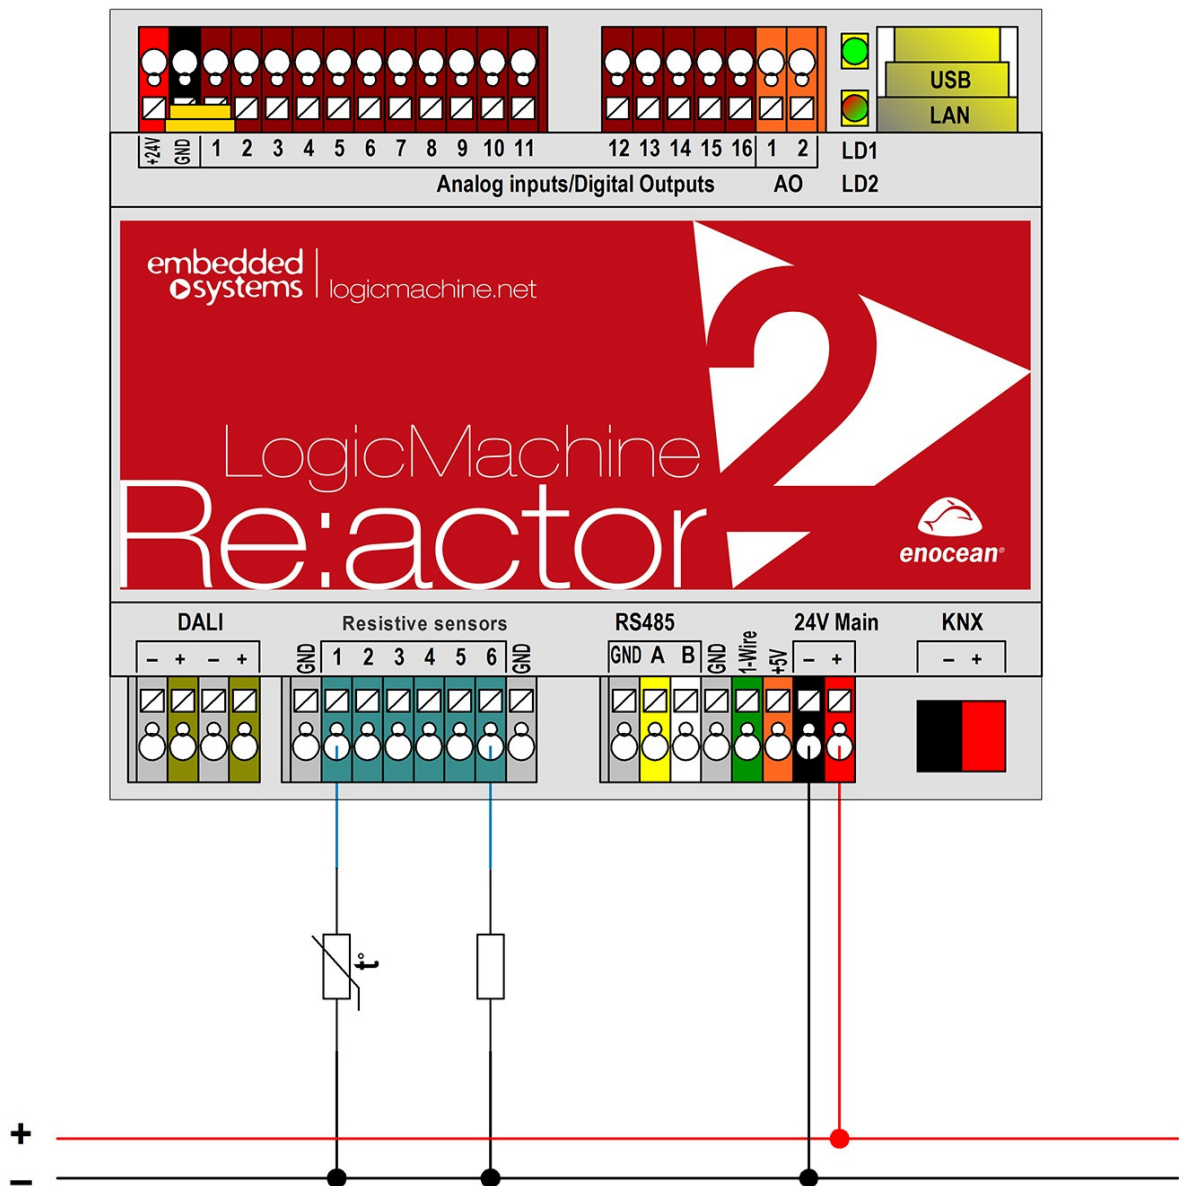 USB
LAN
+24V GND 1 2 3 4 5 6 7 8 9 10 11 12 13 14 15 16 1 2 LD1
Analog inputs/Digital Outputs AO LD2
embedded
systems
logicmachine.net
2
LogicMachine
Re:actor
enocean®
DALI Resistive sensors RS485 24V Main KNX
− + − + GND 1 2 3 4 5 6 GND GND A B GND 1-Wire +5V − + − +
t°
+
−